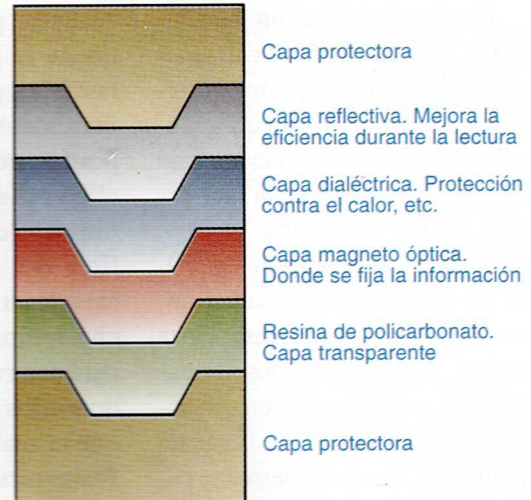 Capa protectora
Capa reflectiva. Mejora la
eficiencia durante la lectura
Capa dialéctrica. Protección
contra el calor, etc.
Capa magneto óptica.
Donde se fija la información
Resina de policarbonato.
Capa transparente
Capa protectora